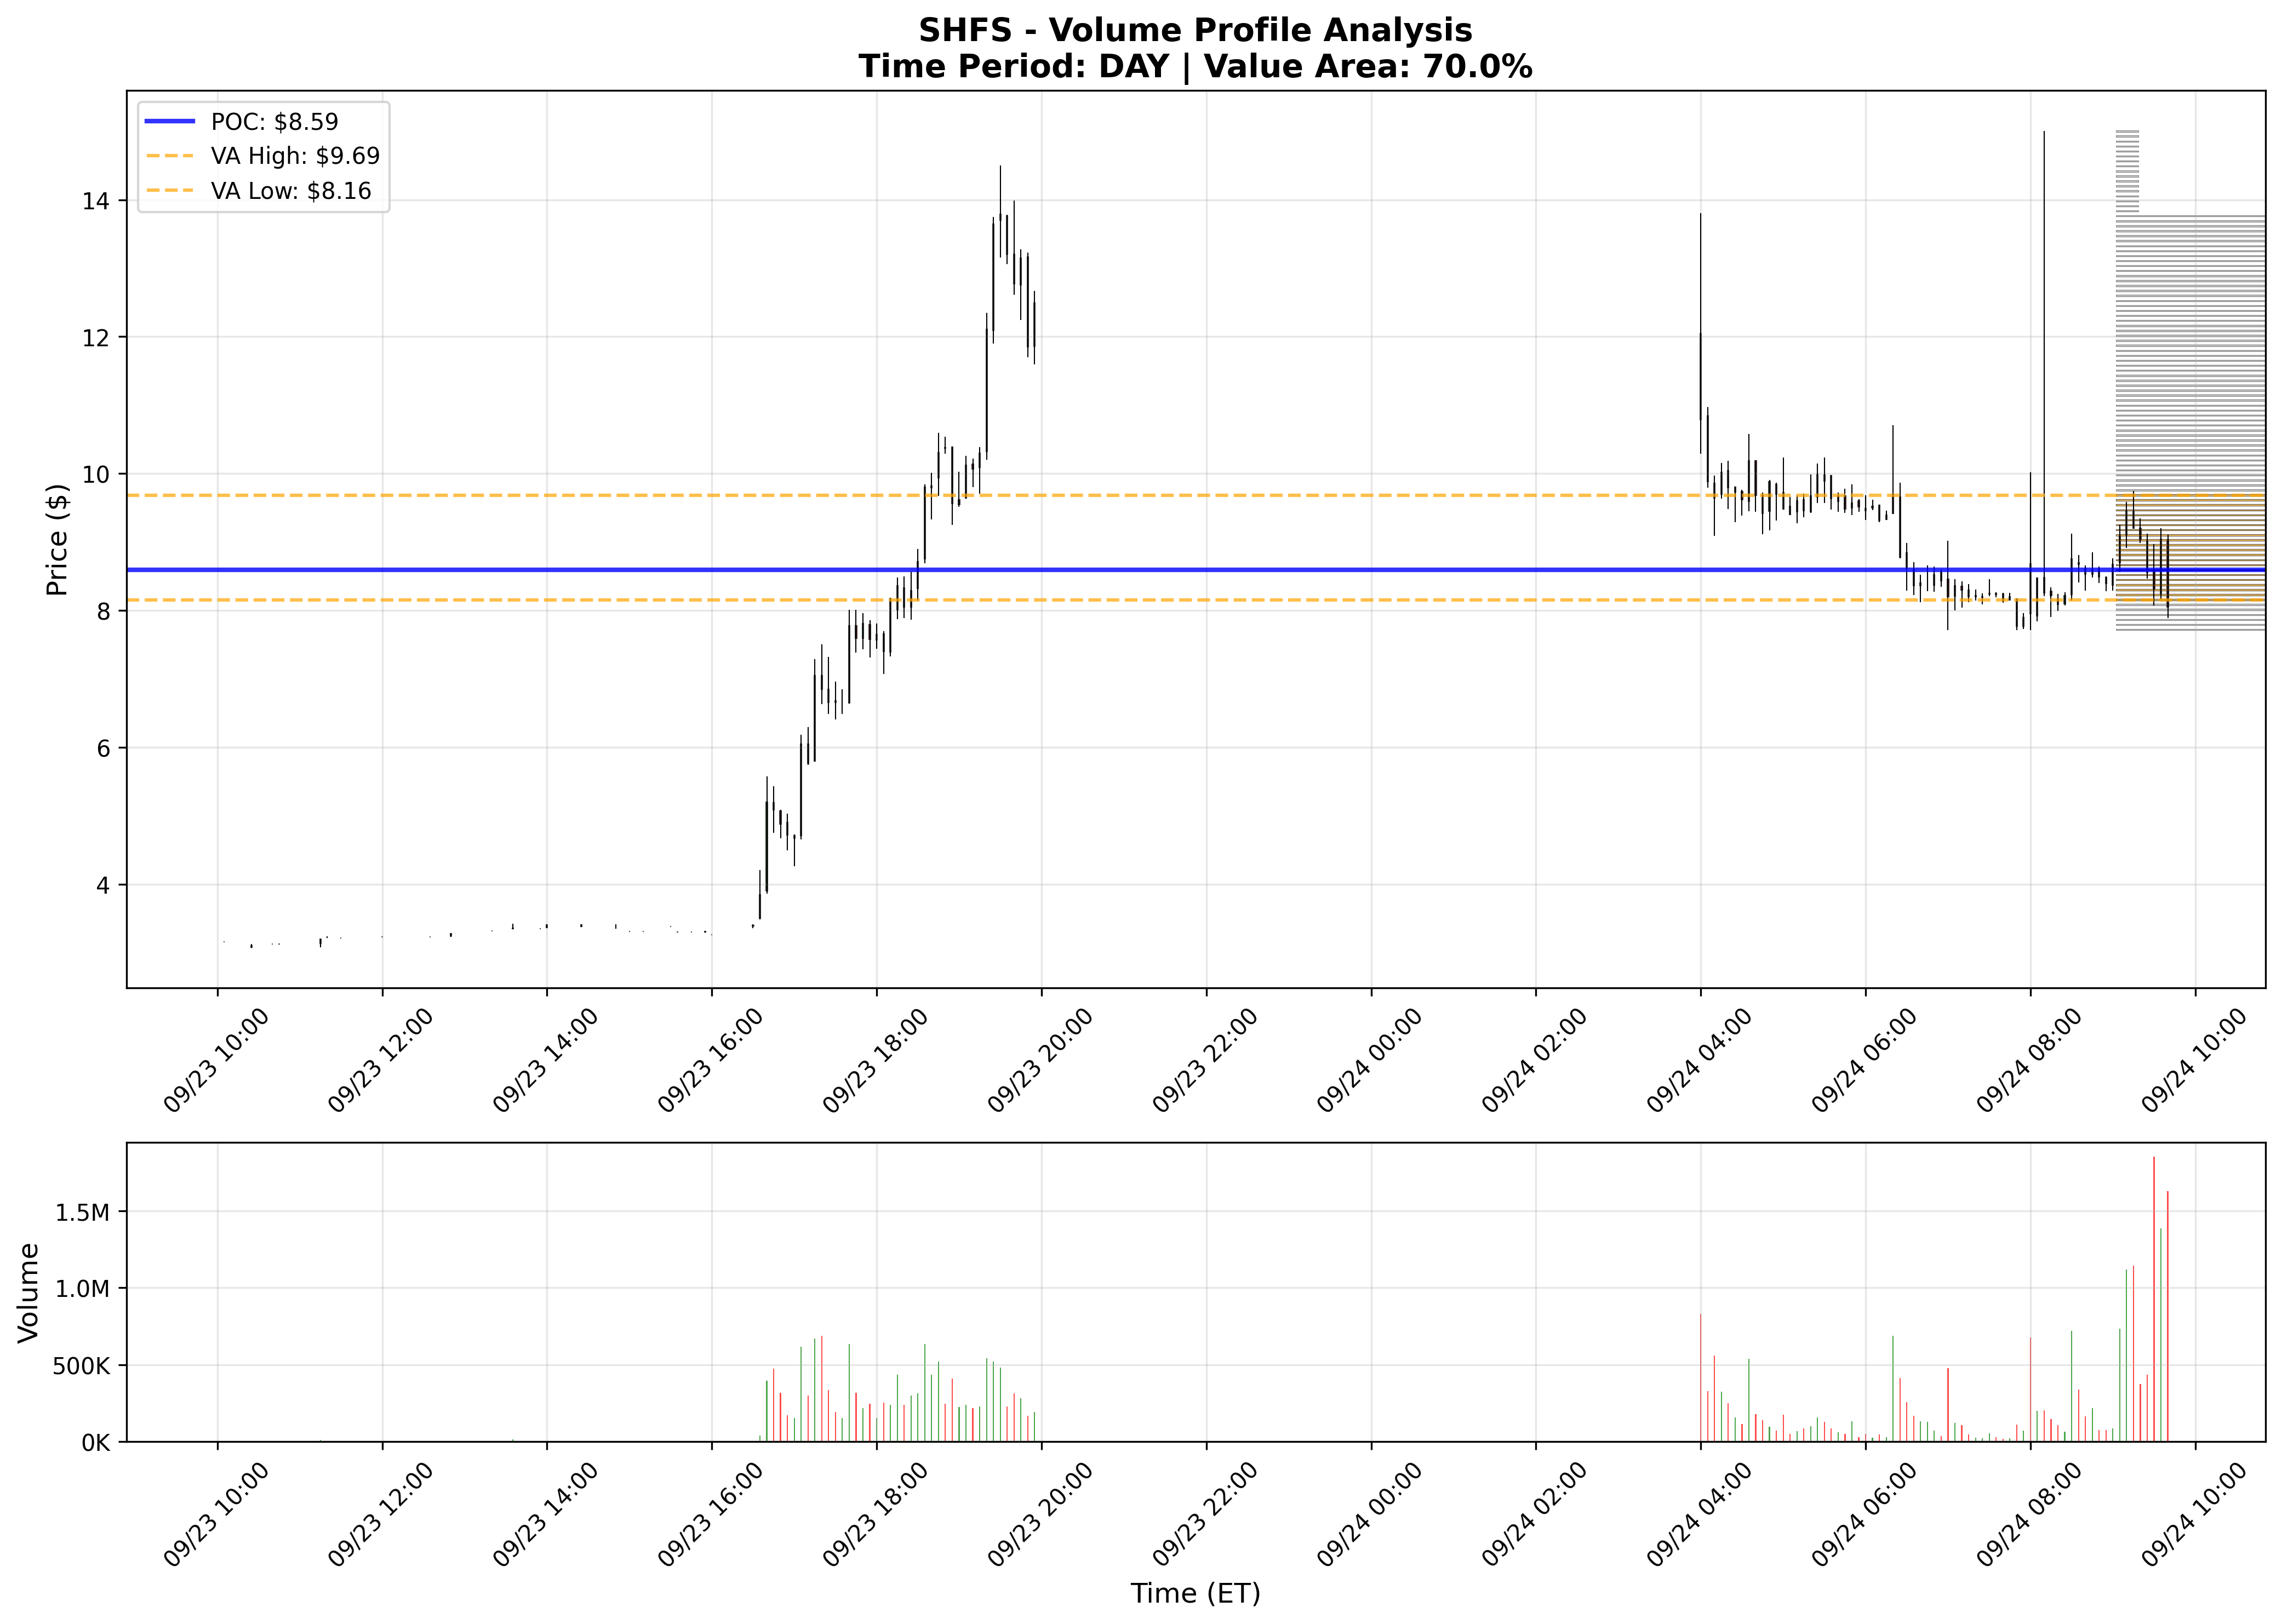 SHFS - Volume Profile Analysis
Time Period: DAY | Value Area: 70.0%
POC: $8.59
VA High: $9.69
VA Low: $8.16
Price ($)
14
12
10
8
6
4
09/23 10:00
09/23 12:00
09/23 14:00
09/23 16:00
09/23 18:00
09/23 20:00
09/23 22:00
09/24 00:00
09/24 02:00
09/24 04:00
09/24 06:00
09/24 08:00
09/24 10:00
Volume
1.5M
1.0M
500K
0K
09/23 10:00
09/23 12:00
09/23 14:00
09/23 16:00
09/23 18:00
09/23 20:00
09/23 22:00
09/24 00:00
09/24 02:00
09/24 04:00
09/24 06:00
09/24 08:00
09/24 10:00
Time (ET)